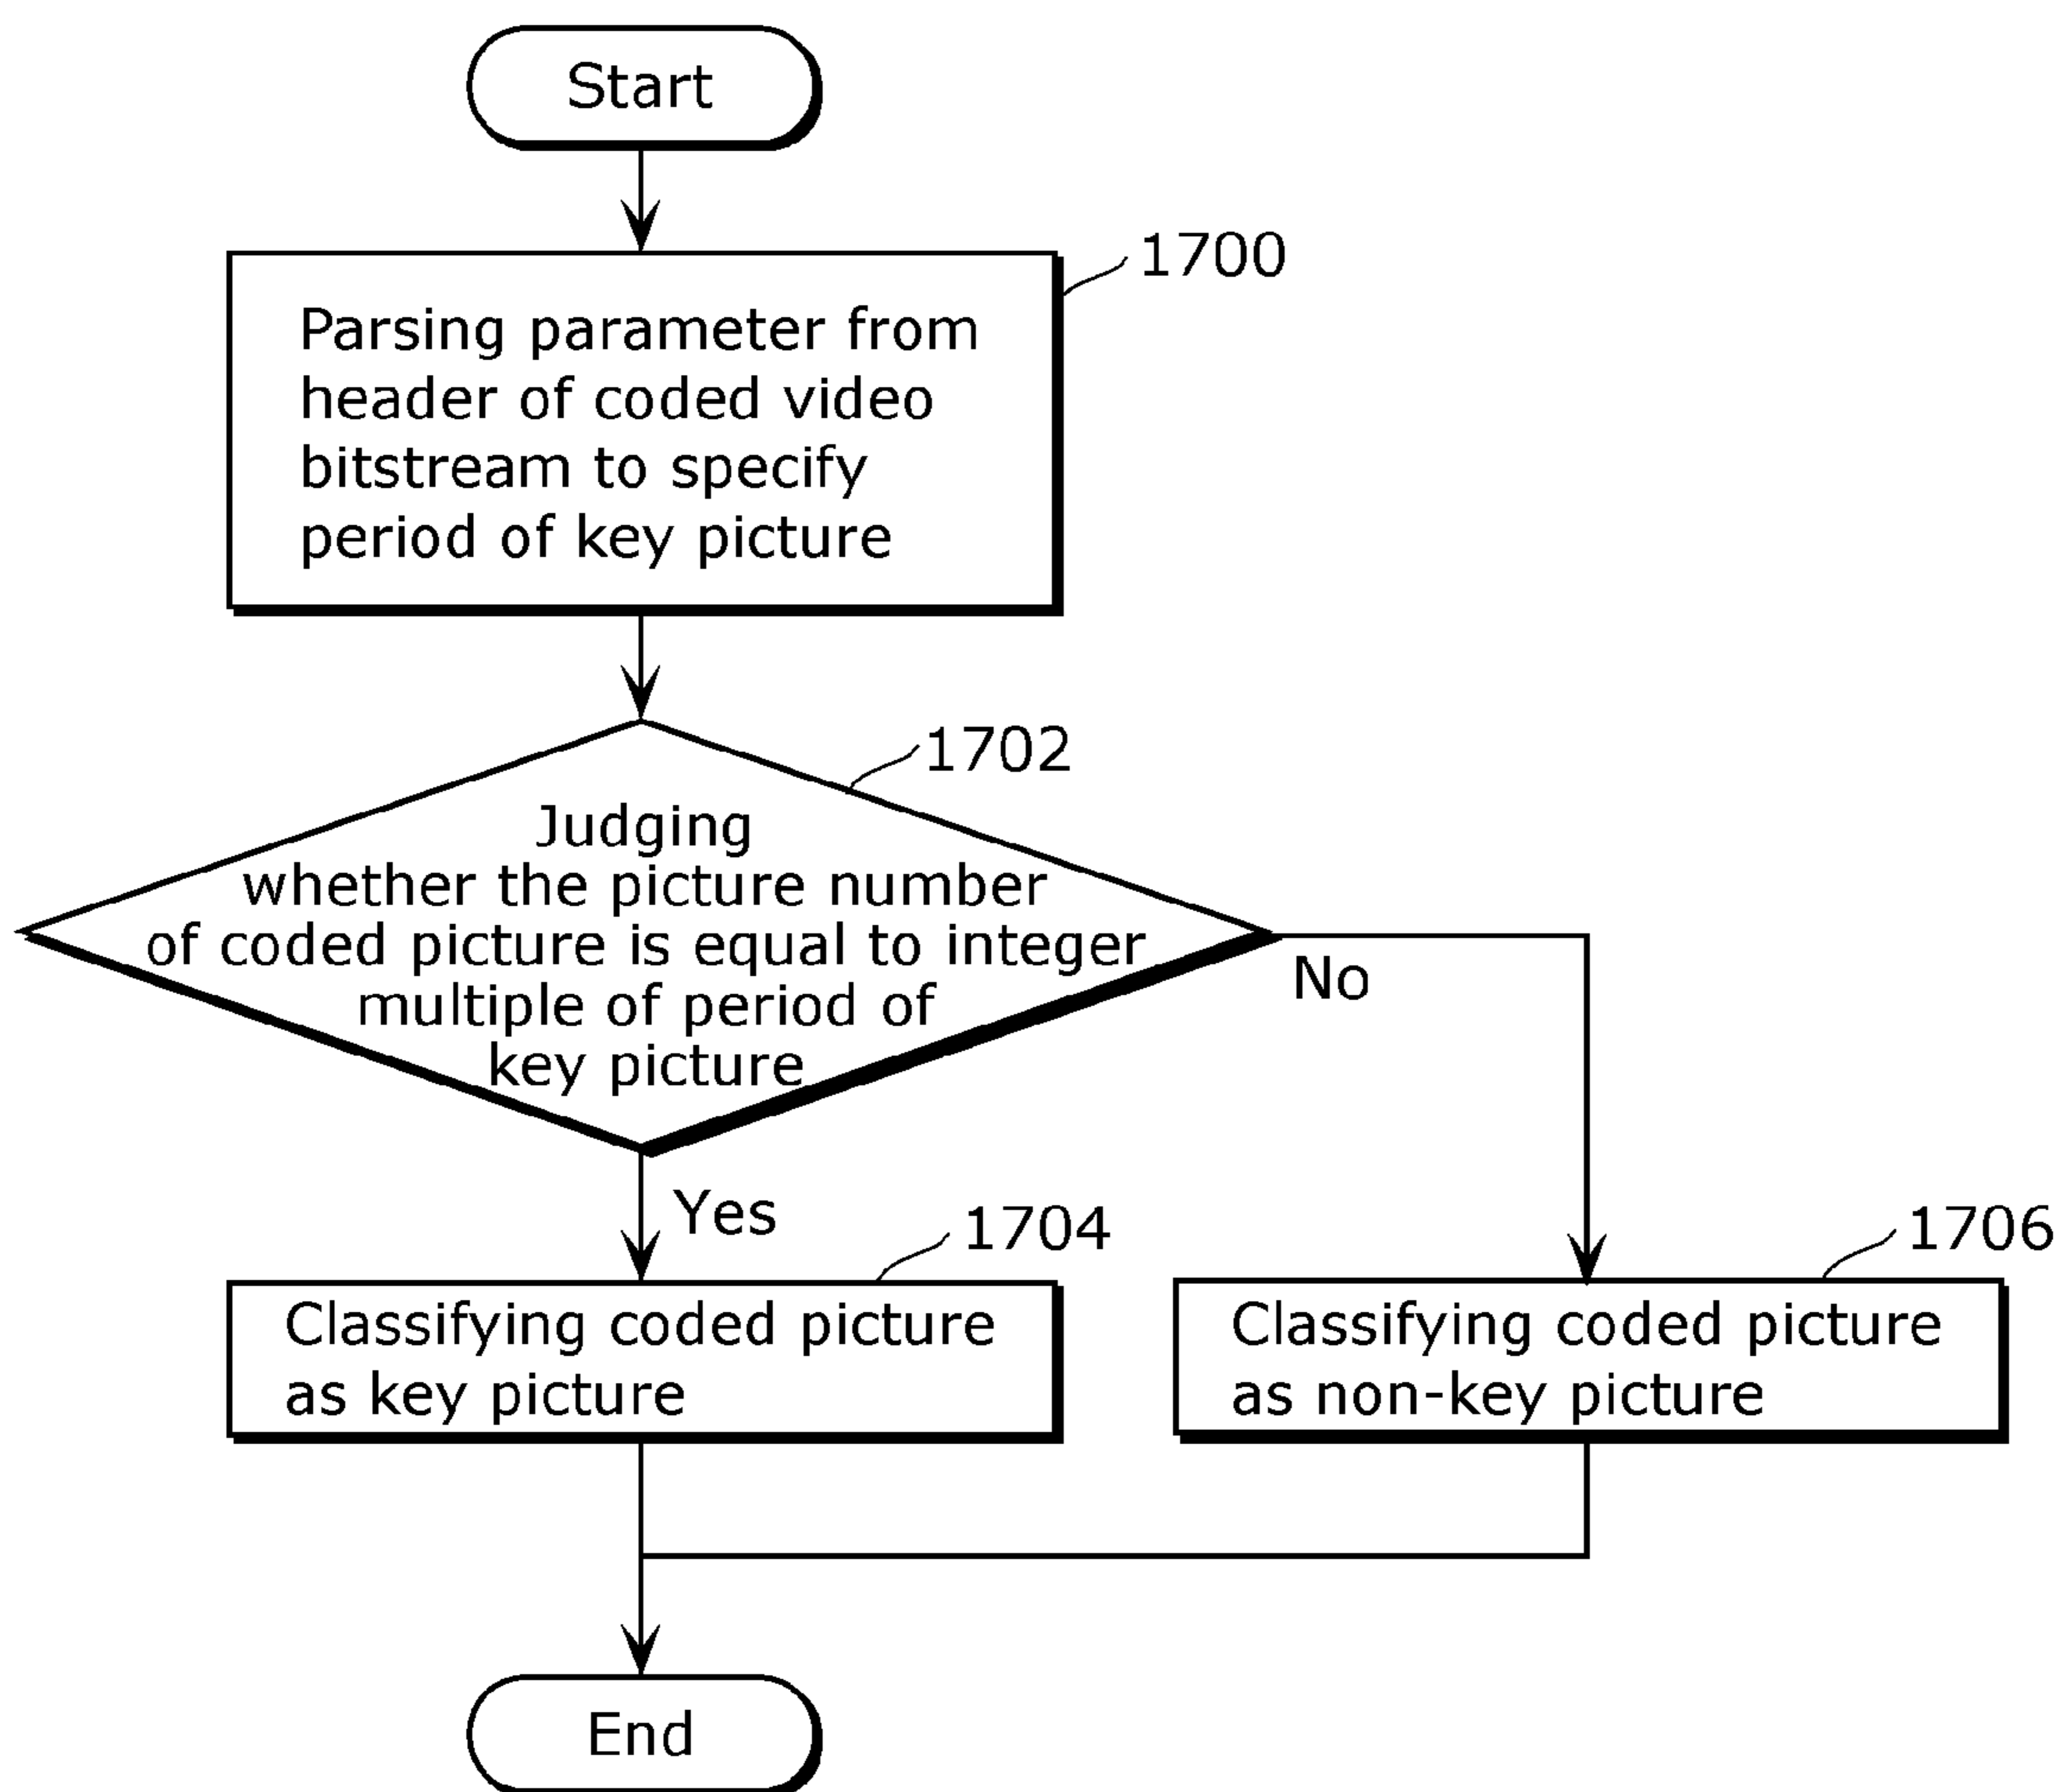 Start
1700
Parsing parameter from
header of coded video
bitstream to specify
period of key picture
1702
Judging
whether the picture number
of coded picture is equal to integer
multiple of period of
key picture
No
Yes
1704
Classifying coded picture
as key picture
1706
Classifying coded picture
as non-key picture
End